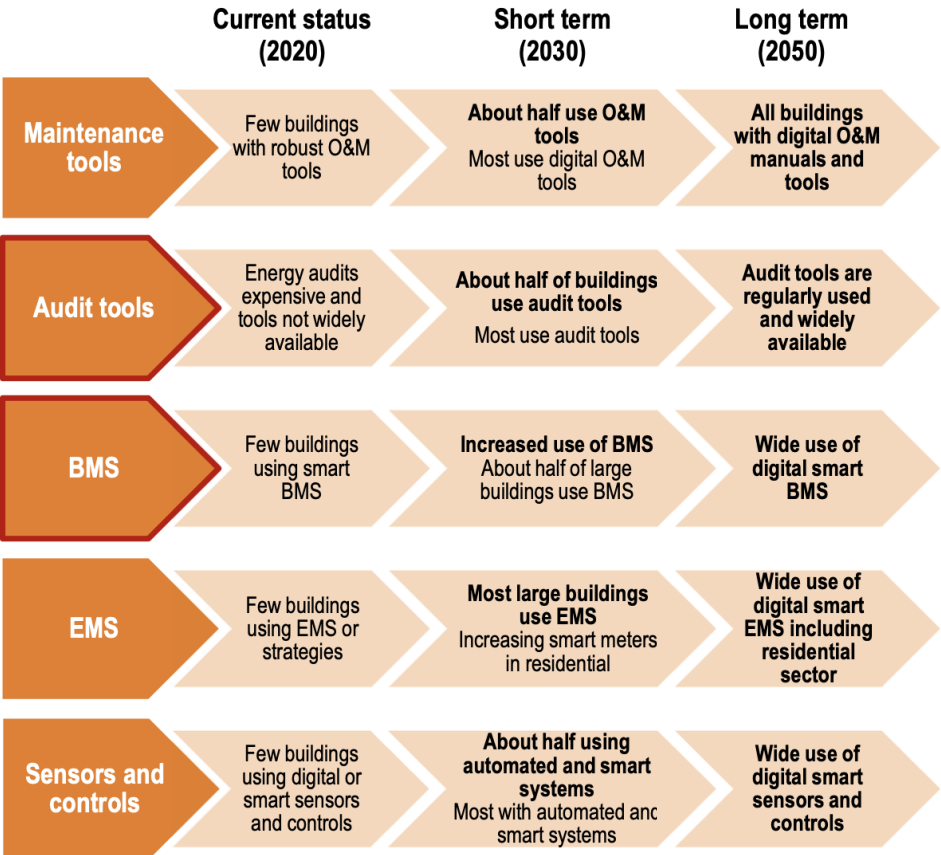 Current status
(2020)
Short term
(2030)
Long term
(2050)
Maintenance
tools
Few buildings
with robust O&M
tools
About half use O&M
tools
Most use digital O&M
tools
All buildings
with digital O&M
manuals and
tools
Audit tools
Energy audits
expensive and
tools not widely
available
About half of buildings
use audit tools
Most use audit tools
Audit tools are
regularly used
and widely
available
BMS
Few buildings
using smart
BMS
Increased use of BMS
About half of large
buildings use BMS
Wide use of
digital smart
BMS
EMS
Few buildings
using EMS or
strategies
Most large buildings
use EMS
Increasing smart meters
in residential
Wide use of
digital smart
EMS including
residential
sector
Sensors and
controls
Few buildings
using digital or
smart sensors
and controls
About half using
automated and smart
systems
Most with automated and
smart systems
Wide use of
digital smart
sensors and
controls